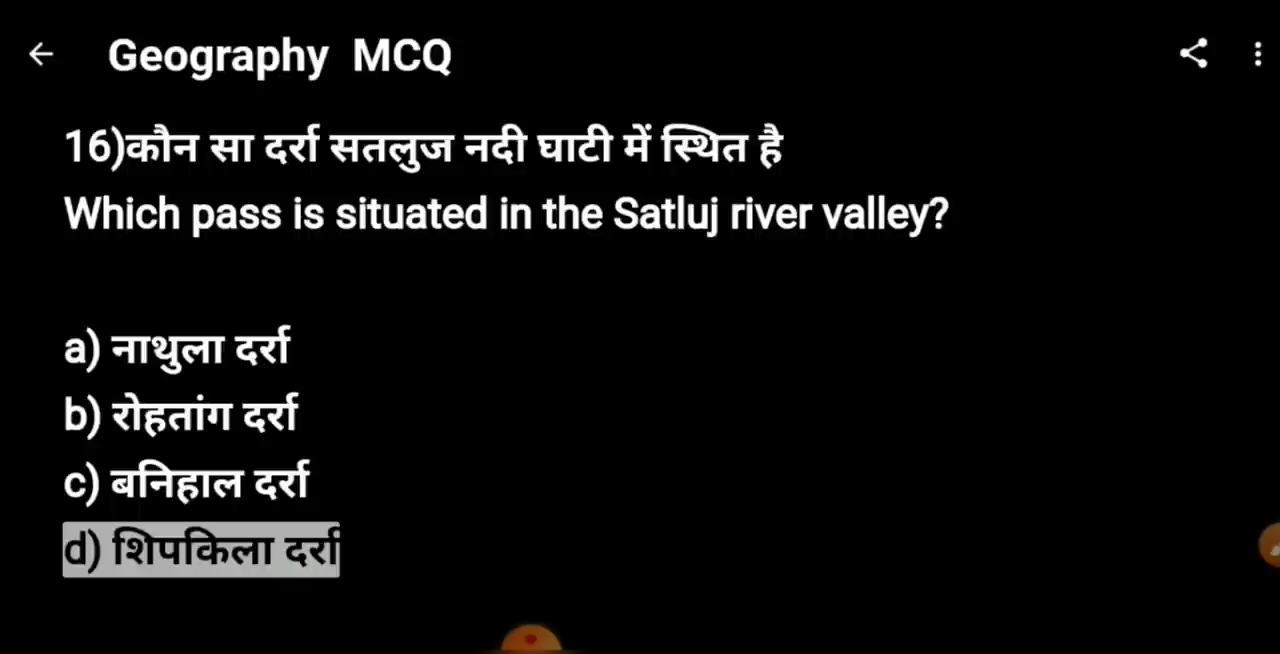 Geography MCQ
16)कौन सा दर्रा सतलुज नदी घाटी में स्थित है
Which pass is situated in the Satluj river valley?
a) नाथुला दर्रा
b) रोहतांग दर्रा
c) बनिहाल दर्रा
d) शिपकिला दर्रा